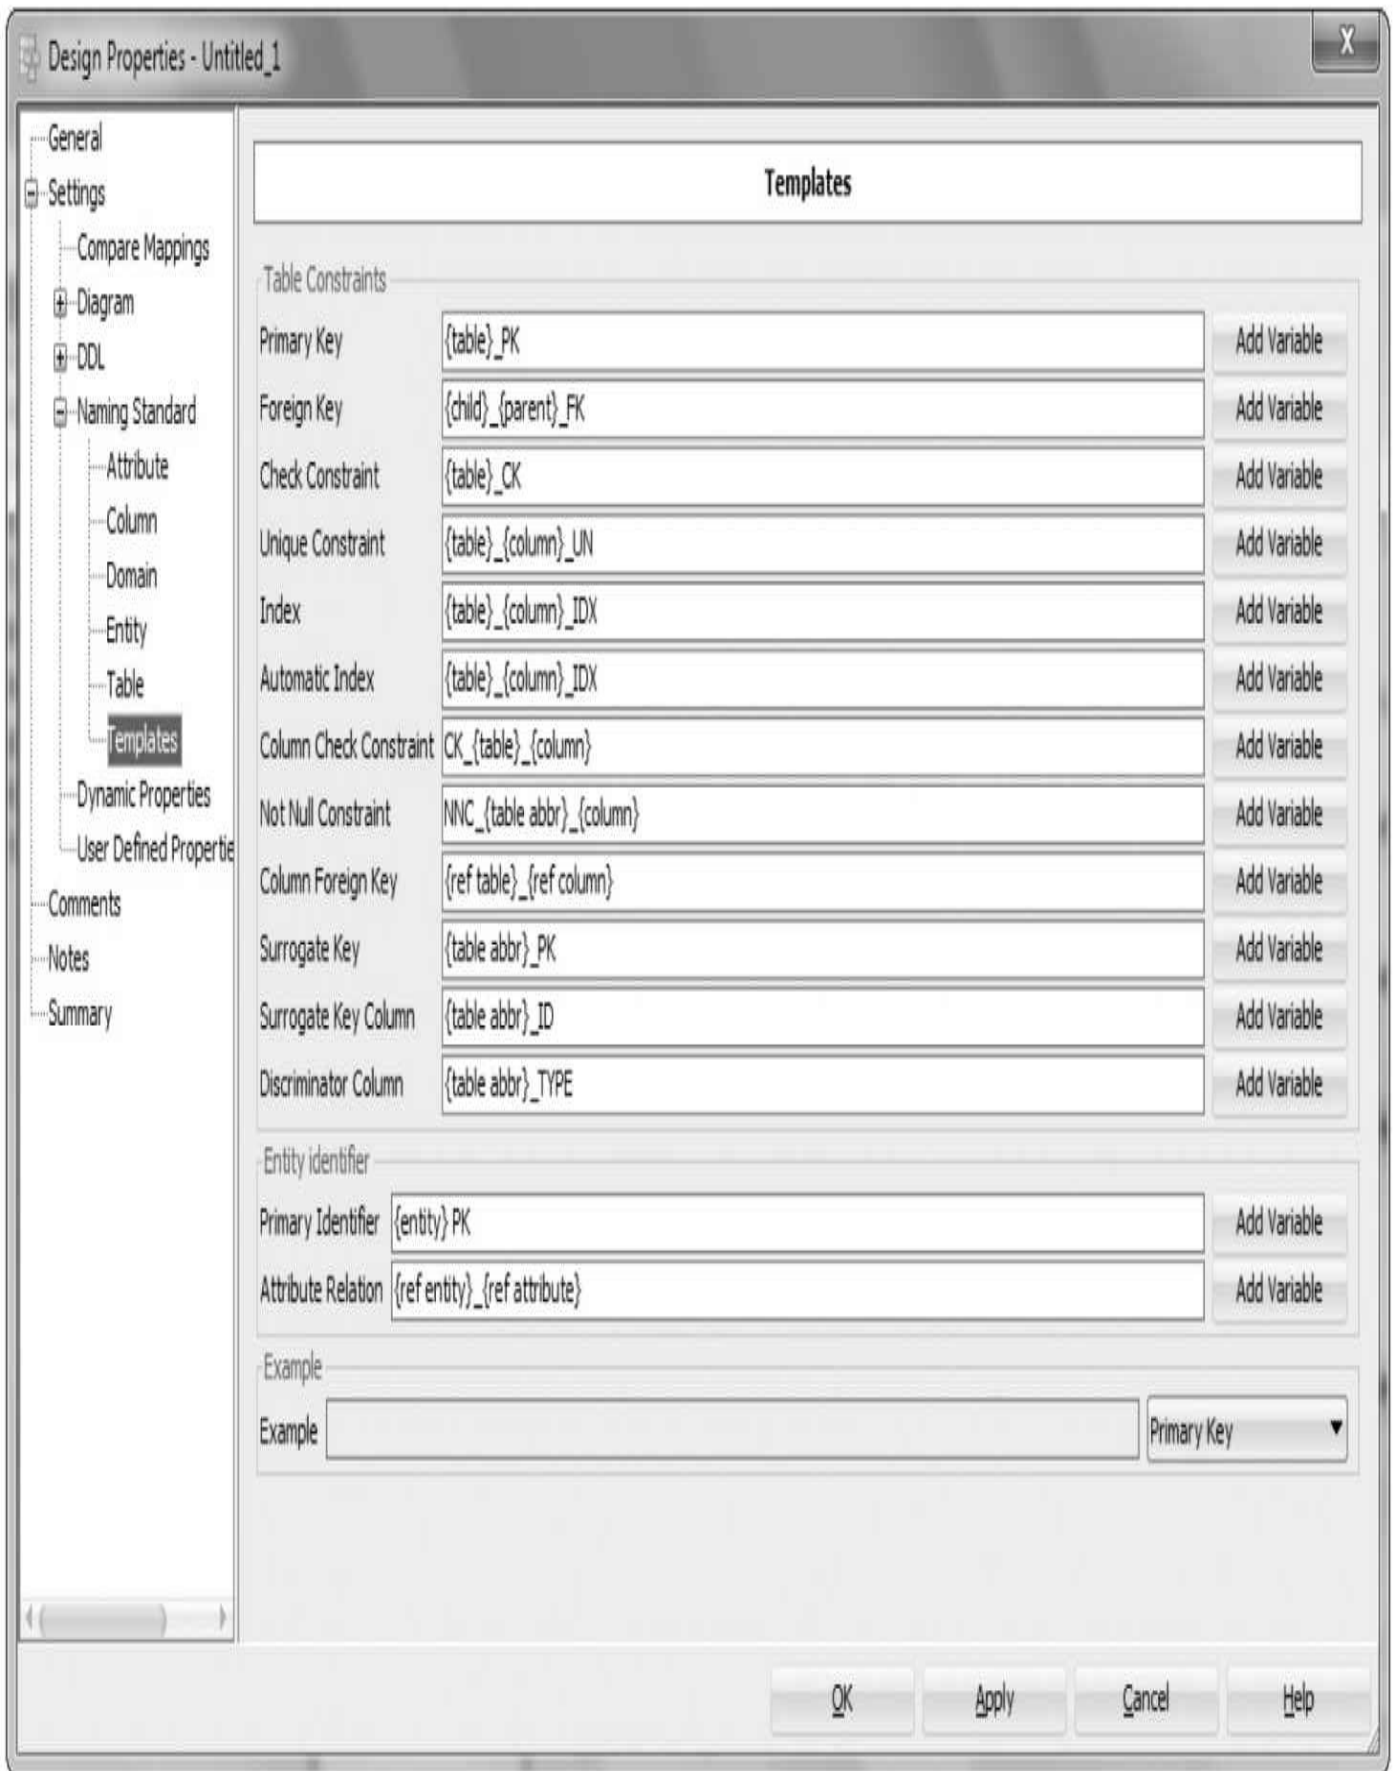 Design Properties - Untitled_1
X
General
Settings
Compare Mappings
Diagram
DDL
Naming Standard
Attribute
Column
Domain
Entity
Table
Templates
Dynamic Properties
User Defined Propertie
Comments
Notes
Summary
Templates
Table Constraints
Primary Key {table}_PK Add Variable
Foreign Key {child}_{parent}_FK Add Variable
Check Constraint {table}_CK Add Variable
Unique Constraint {table}_{column}_UN Add Variable
Index {table}_{column}_IDX Add Variable
Automatic Index {table}_{column}_IDX Add Variable
Column Check Constraint CK_{table}_{column} Add Variable
Not Null Constraint NNC_{table abbr}_{column} Add Variable
Column Foreign Key {ref table}_{ref column} Add Variable
Surrogate Key {table abbr}_PK Add Variable
Surrogate Key Column {table abbr}_ID Add Variable
Discriminator Column {table abbr}_TYPE Add Variable
Entity identifier
Primary Identifier {entity} PK Add Variable
Attribute Relation {ref entity}_{ref attribute} Add Variable
Example
Example Primary Key
OK Apply Cancel Help